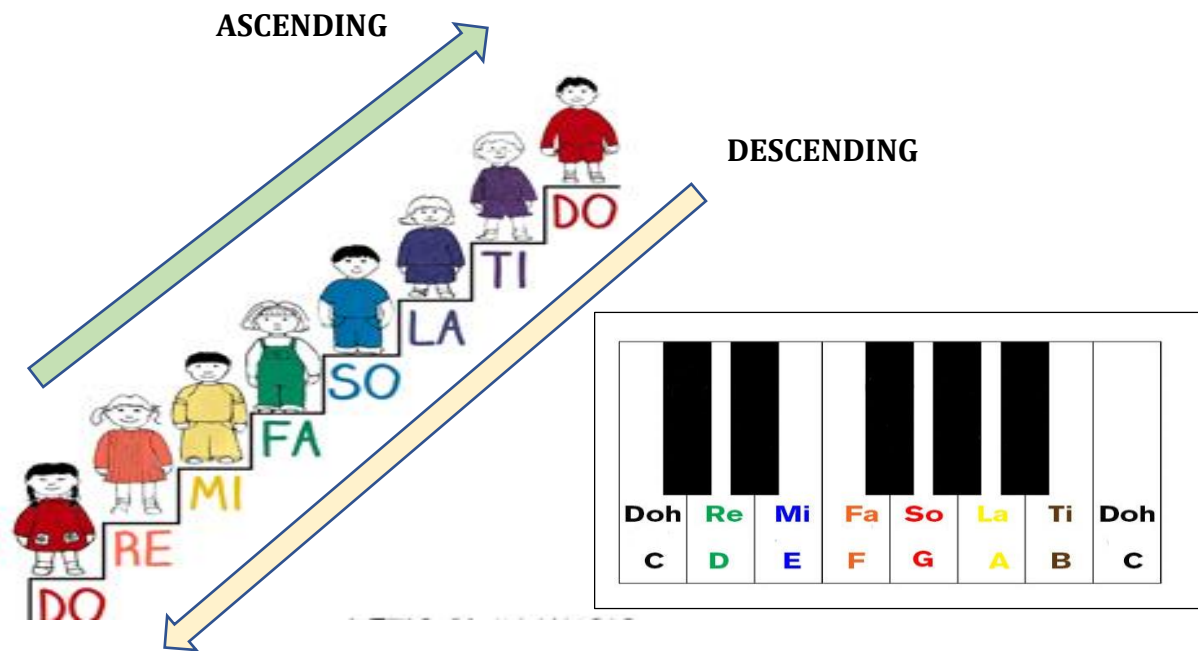 ASCENDING
DESCENDING
DO
TI
LA
SO
FA
MI
RE
DO
Doh Re Mi Fa So La Ti Doh
C D E F G A B C